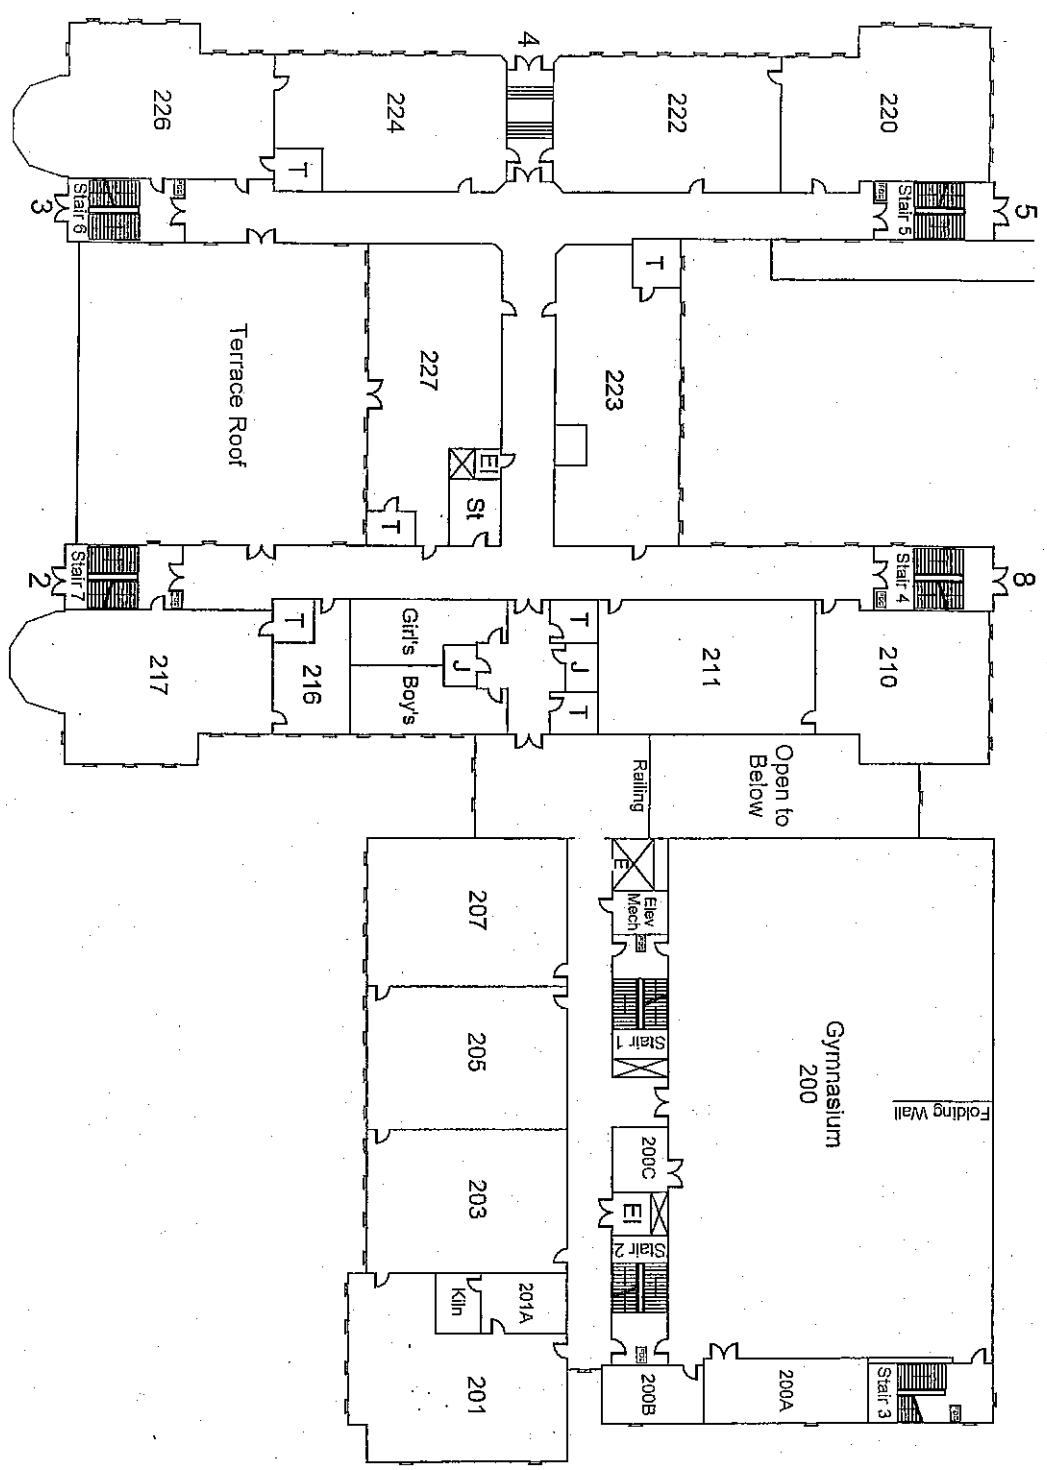 4
226
224
222
220
T
3
Stair 6
Stair 5
5
T
Terrace Roof
227
223
El
St
T
2
Stair 7
Stair 4
8
217
T
216
Girl's
Boy's
J
T
J
T
211
210
Railing
Open to
Below
207
E
Elev
Mech
205
Stair 1
Gymnasium
200
Folding Wall
203
200C
El
Stair 2
Kiln
201A
201
200B
200A
Stair 3